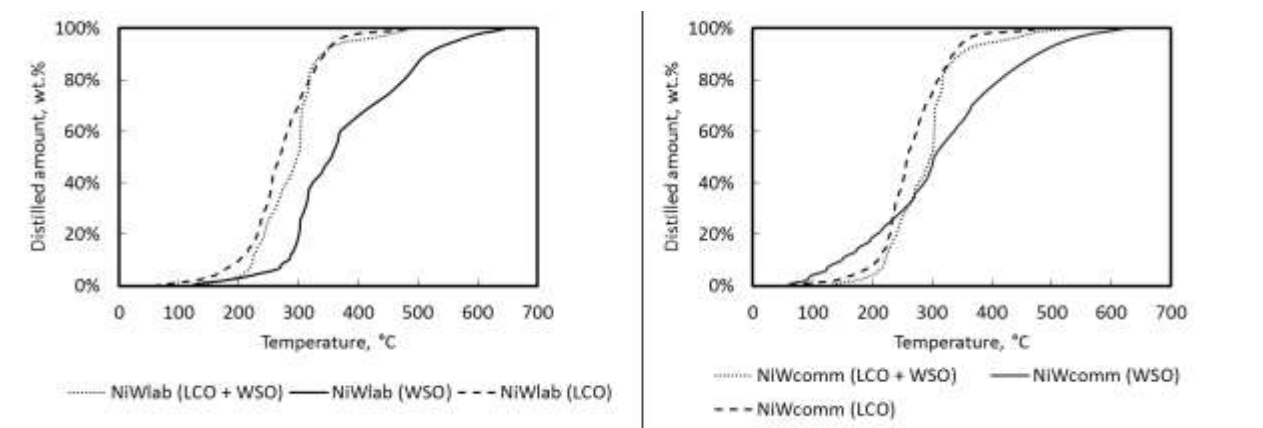 100%
80%
60%
40%
20%
0%
Distilled amount, wt.%
0 100 200 300 400 500 600 700
Temperature, °C
NiWlab (LCO + WSO) NiWlab (WSO) NiWlab (LCO)
100%
80%
60%
40%
20%
0%
Distilled amount, wt.%
0 100 200 300 400 500 600 700
Temperature, °C
NiWcomm (LCO + WSO) NiWcomm (WSO)
NiWcomm (LCO)